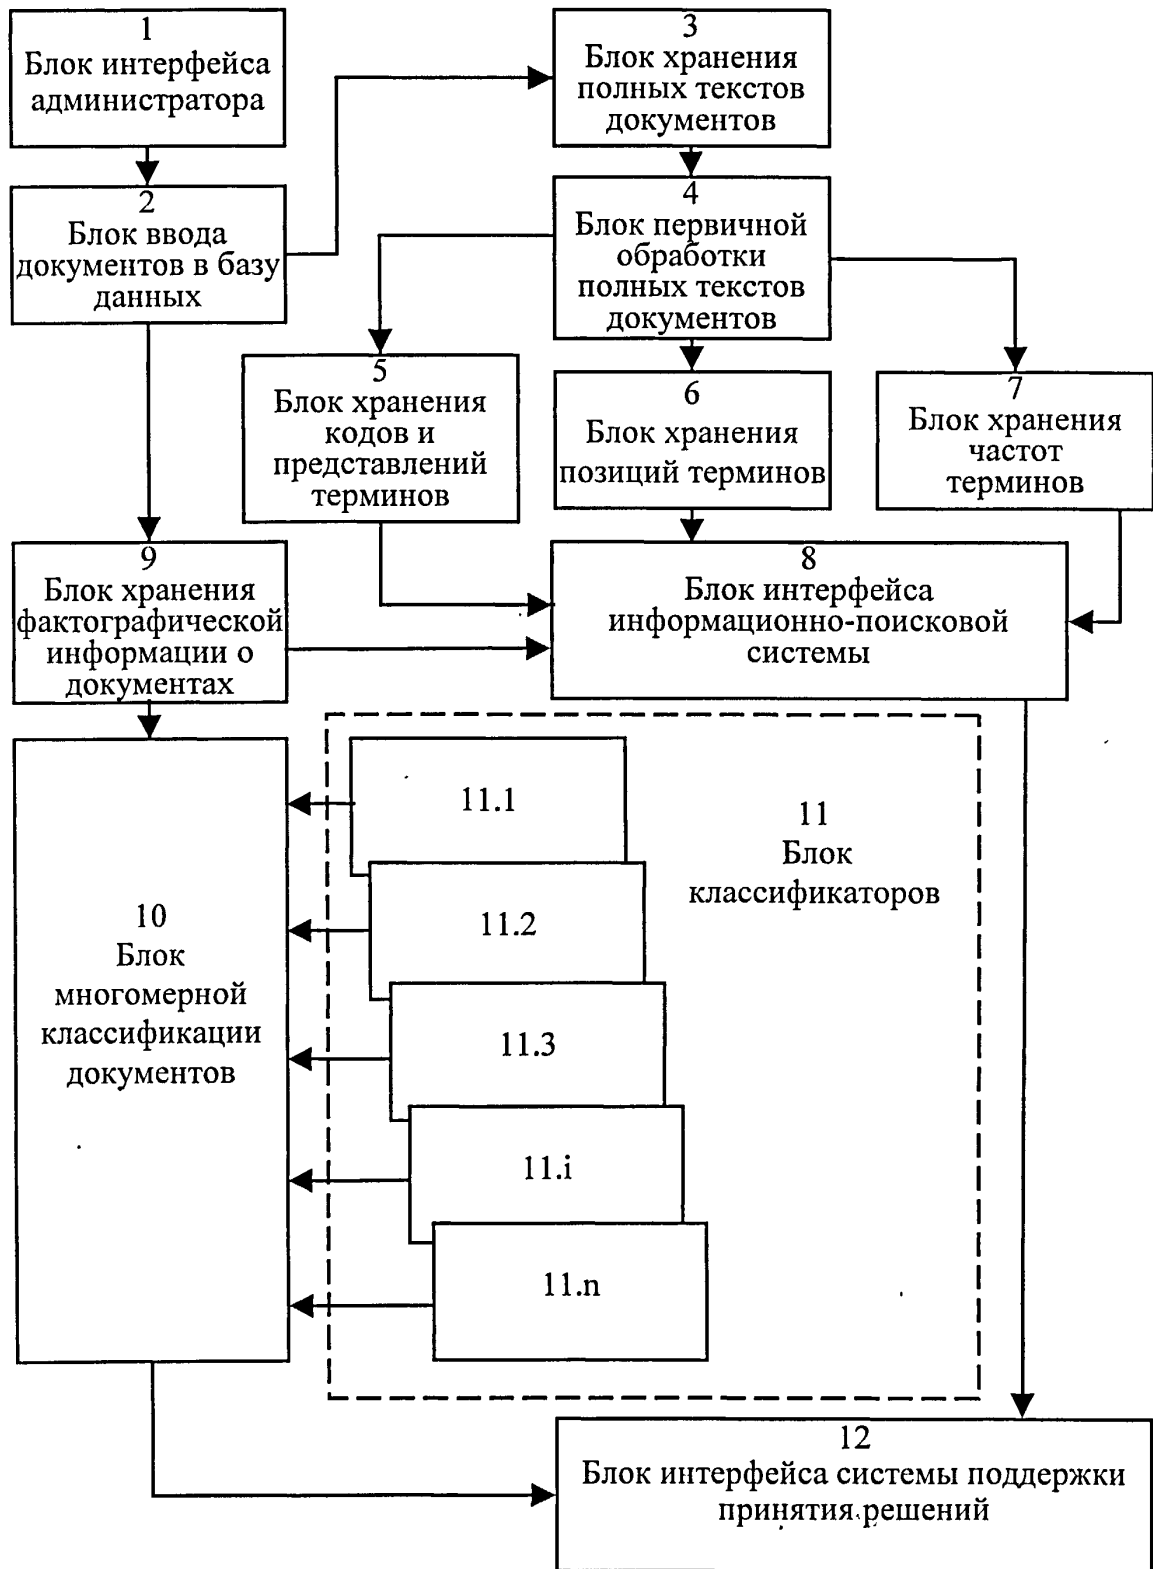 1
Блок интерфейса
администратора
2
Блок ввода
документов в базу
данных
3
Блок хранения
полных текстов
документов
4
Блок первичной
обработки
полных текстов
документов
5
Блок хранения
кодов и
представлений
терминов
6
Блок хранения
позиций терминов
7
Блок хранения
частот
терминов
8
Блок интерфейса
информационно-поисковой
системы
9
Блок хранения
фактографической
информации о
документах
10
Блок
многомерной
классификации
документов
11.1
11.2
11.3
11.i
11.n
11
Блок
классификаторов
12
Блок интерфейса системы поддержки
принятия решений